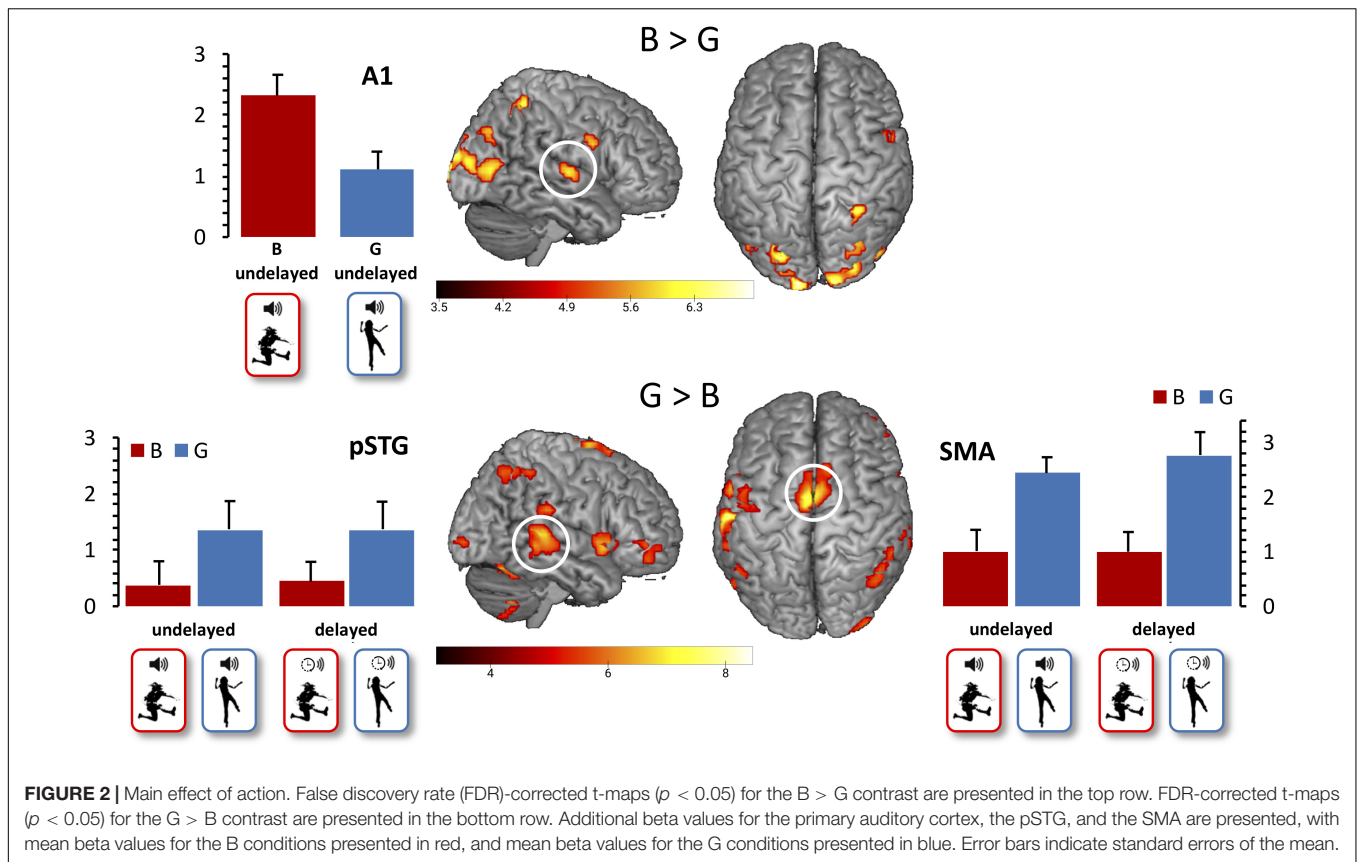 B > G
3
A1
2
1
0
B
G
undelayed
undelayed
3.5
4.2
4.9
5.6
6.3
G > B
B
G
3
B
G
pSTG
SMA
3
2
2
1
1
0
0
undelayed
delayed
undelayed
delayed
4
6
8
FIGURE 2 | Main effect of action. False discovery rate (FDR)-corrected t-maps (p < 0.05) for the B > G contrast are presented in the top row. FDR-corrected t-maps
(p < 0.05) for the G > B contrast are presented in the bottom row. Additional beta values for the primary auditory cortex, the pSTG, and the SMA are presented, with
mean beta values for the B conditions presented in red, and mean beta values for the G conditions presented in blue. Error bars indicate standard errors of the mean.